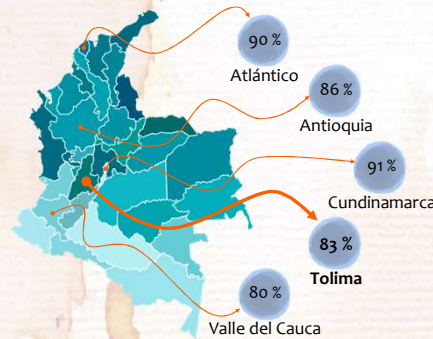 90 %
Atlántico
86 %
Antioquia
91 %
Cundinamarca
83 %
Tolima
80 %
Valle del Cauca